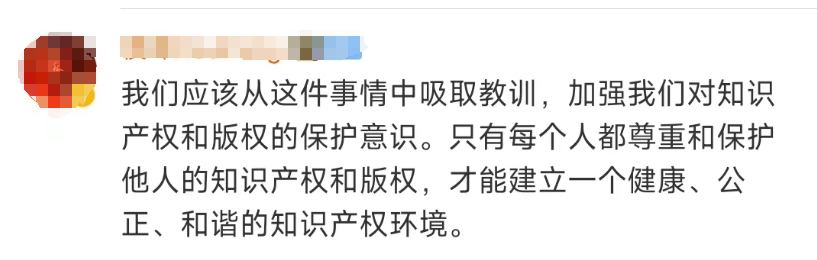 我们应该从这件事情中吸取教训，加强我们对知识
产权和版权的保护意识。只有每个人都尊重和保护
他人的知识产权和版权，才能建立一个健康、公
正、和谐的知识产权环境。